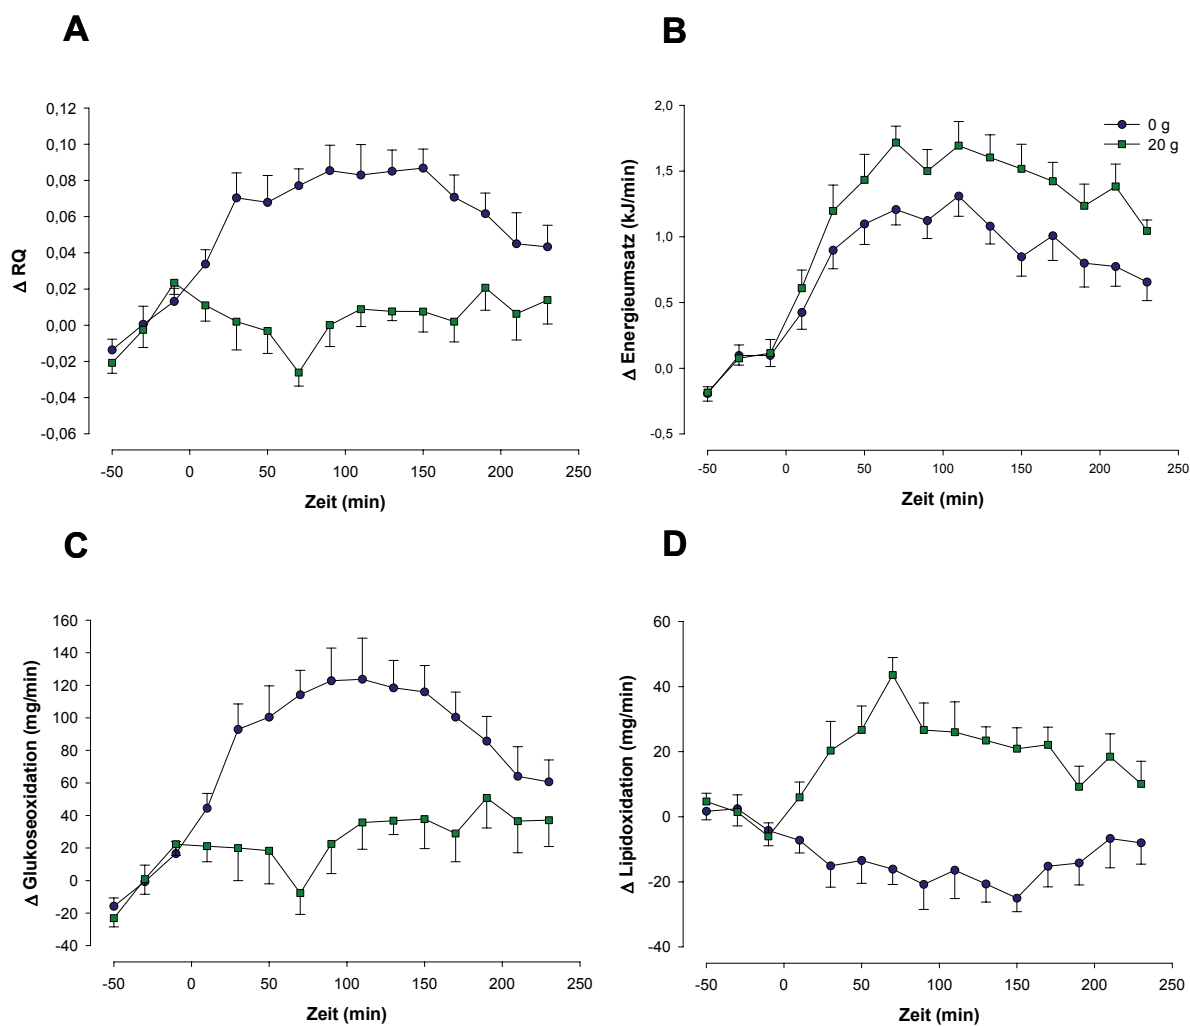 A
0,12
0,10
0,08
0,06
0,04
0,02
0,00
-0,02
-0,04
-0,06
Δ RQ
-50 0 50 100 150 200 250
Zeit (min)
B
2,0
1,5
1,0
0,5
0,0
-0,5
Δ Energieumsatz (kJ/min)
0 g
20 g
-50 0 50 100 150 200 250
Zeit (min)
C
160
140
120
100
80
60
40
20
0
-20
-40
Δ Glukoseoxidation (mg/min)
-50 0 50 100 150 200 250
Zeit (min)
D
60
40
20
0
-20
-40
Δ Lipidoxidation (mg/min)
-50 0 50 100 150 200 250
Zeit (min)